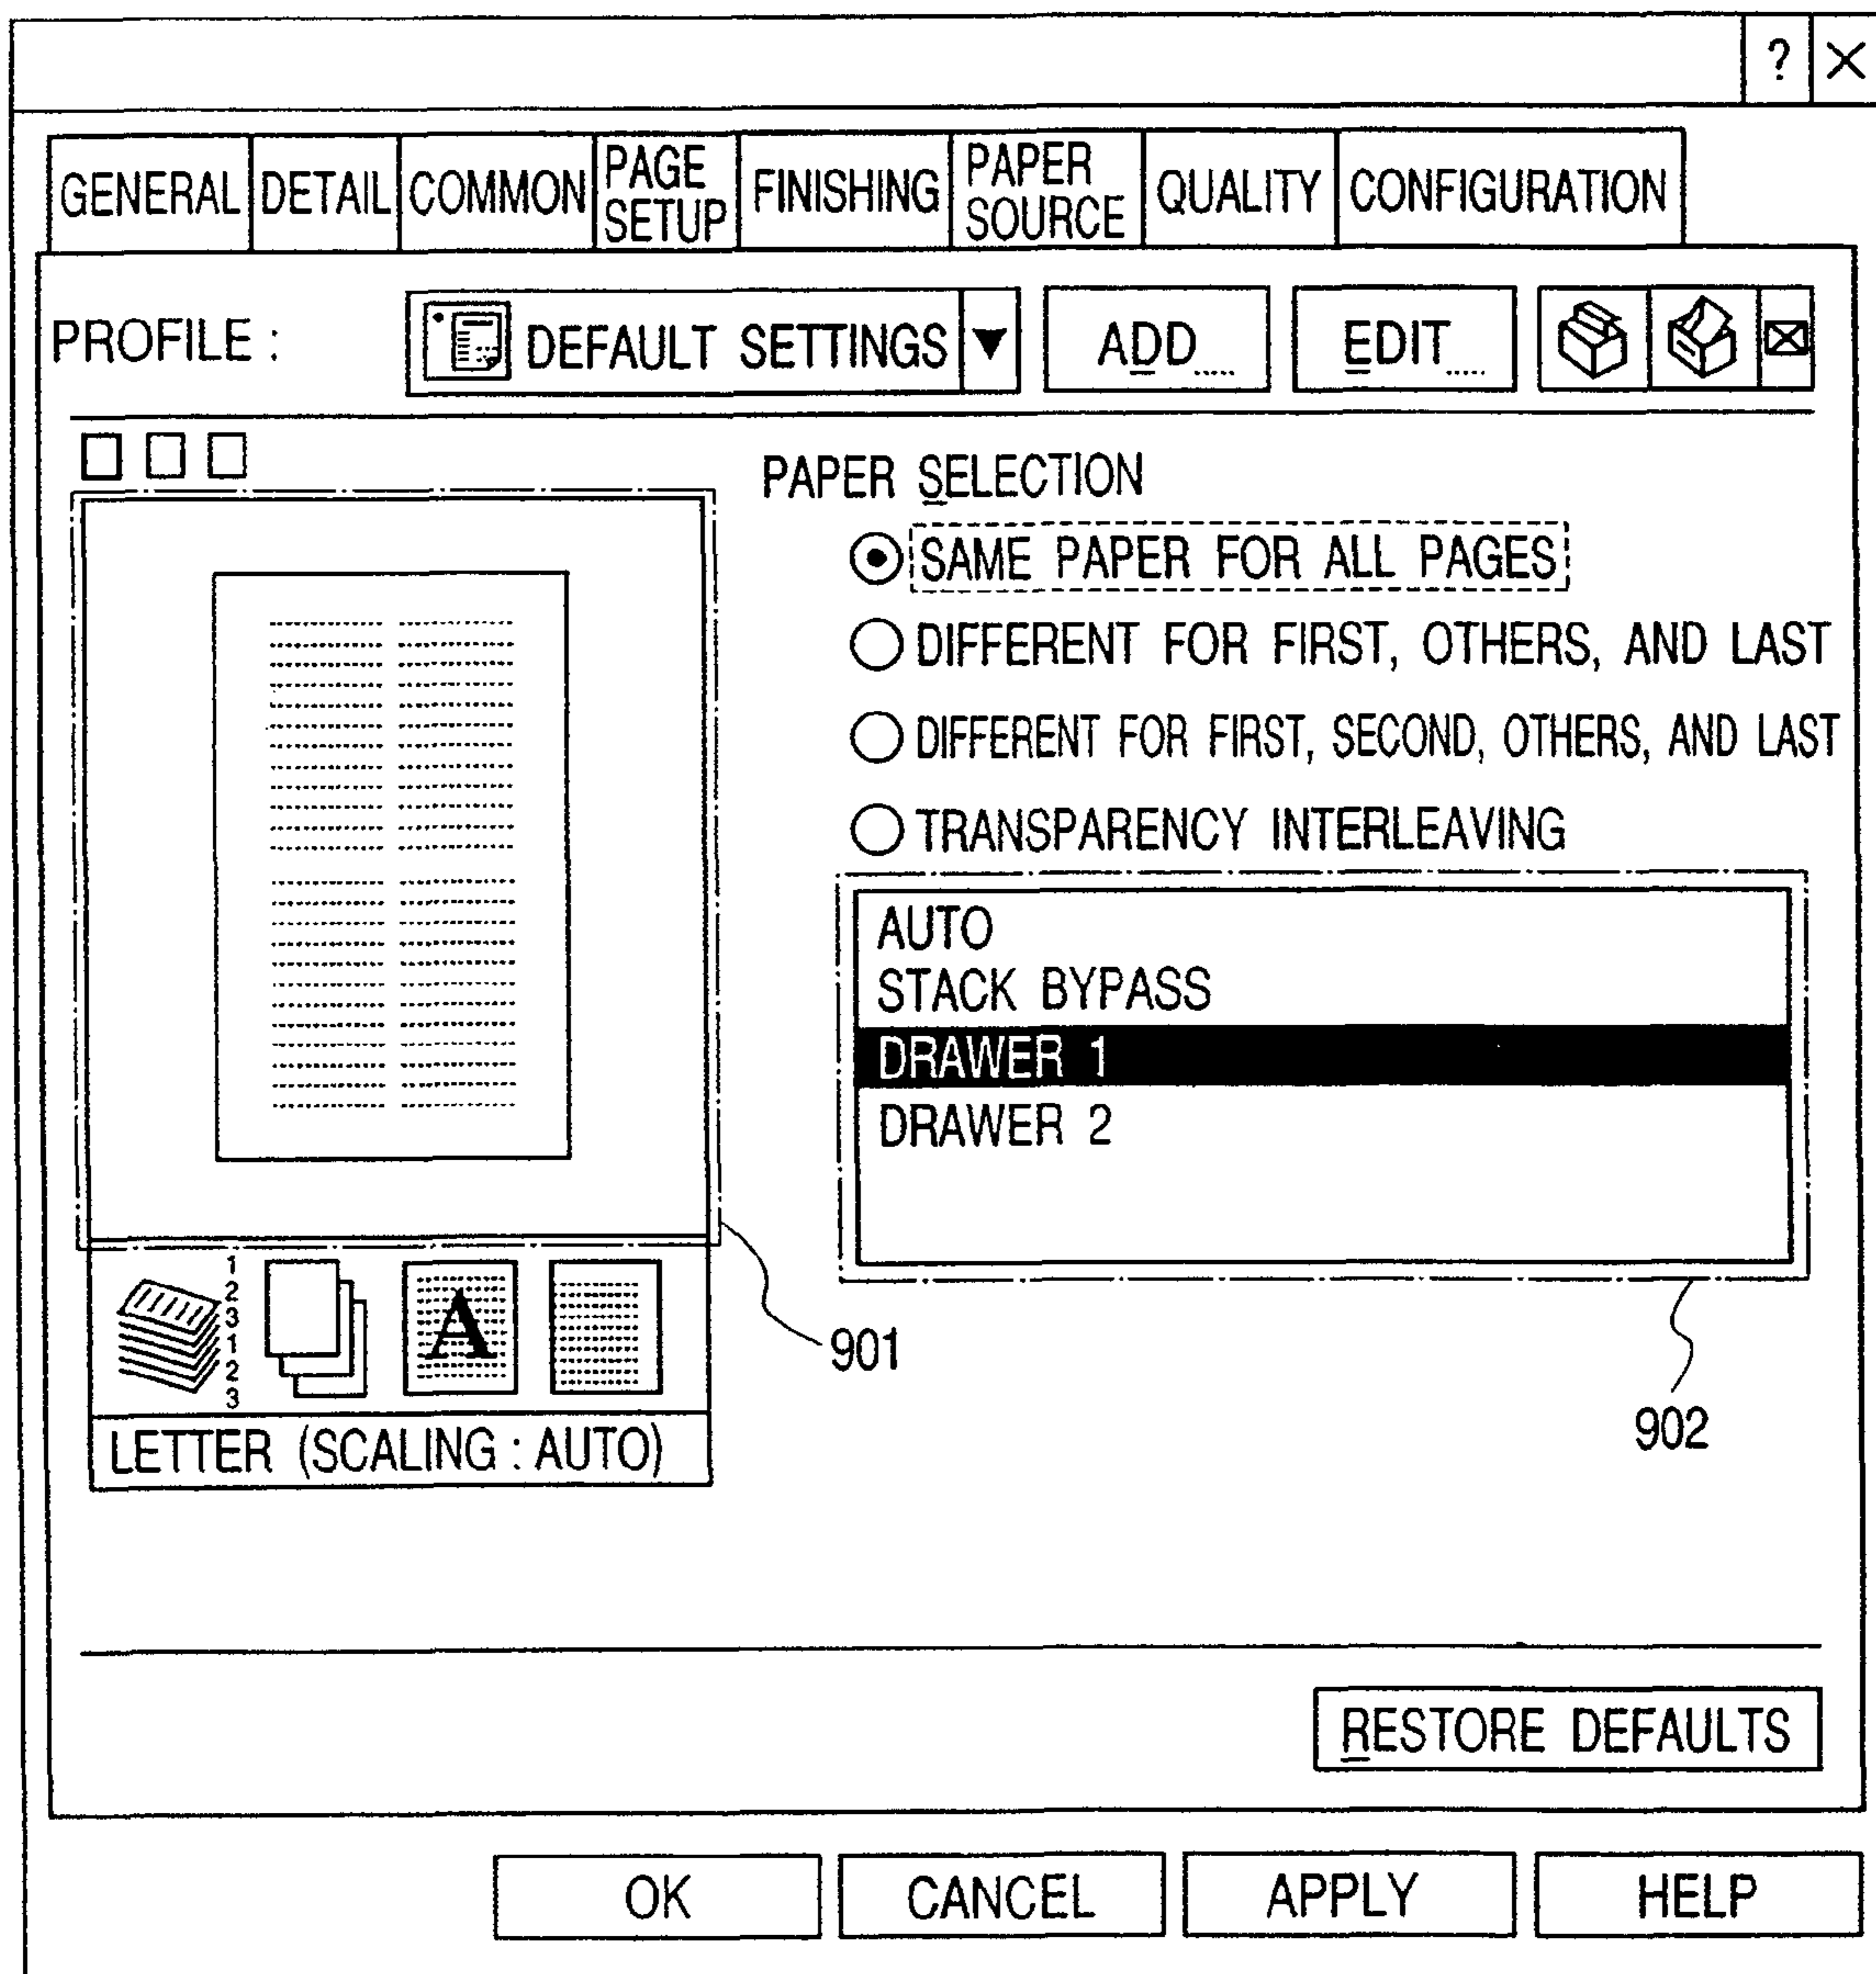 ? ×
GENERAL DETAIL COMMON PAGE SETUP FINISHING PAPER SOURCE QUALITY CONFIGURATION
PROFILE : DEFAULT SETTINGS ▼ ADD.... EDIT....
PAPER SELECTION
SAME PAPER FOR ALL PAGES
DIFFERENT FOR FIRST, OTHERS, AND LAST
DIFFERENT FOR FIRST, SECOND, OTHERS, AND LAST
TRANSPARENCY INTERLEAVING
AUTO
STACK BYPASS
DRAWER 1
DRAWER 2
1
2
3
1
2
3
A
901
902
LETTER (SCALING : AUTO)
RESTORE DEFAULTS
OK CANCEL APPLY HELP